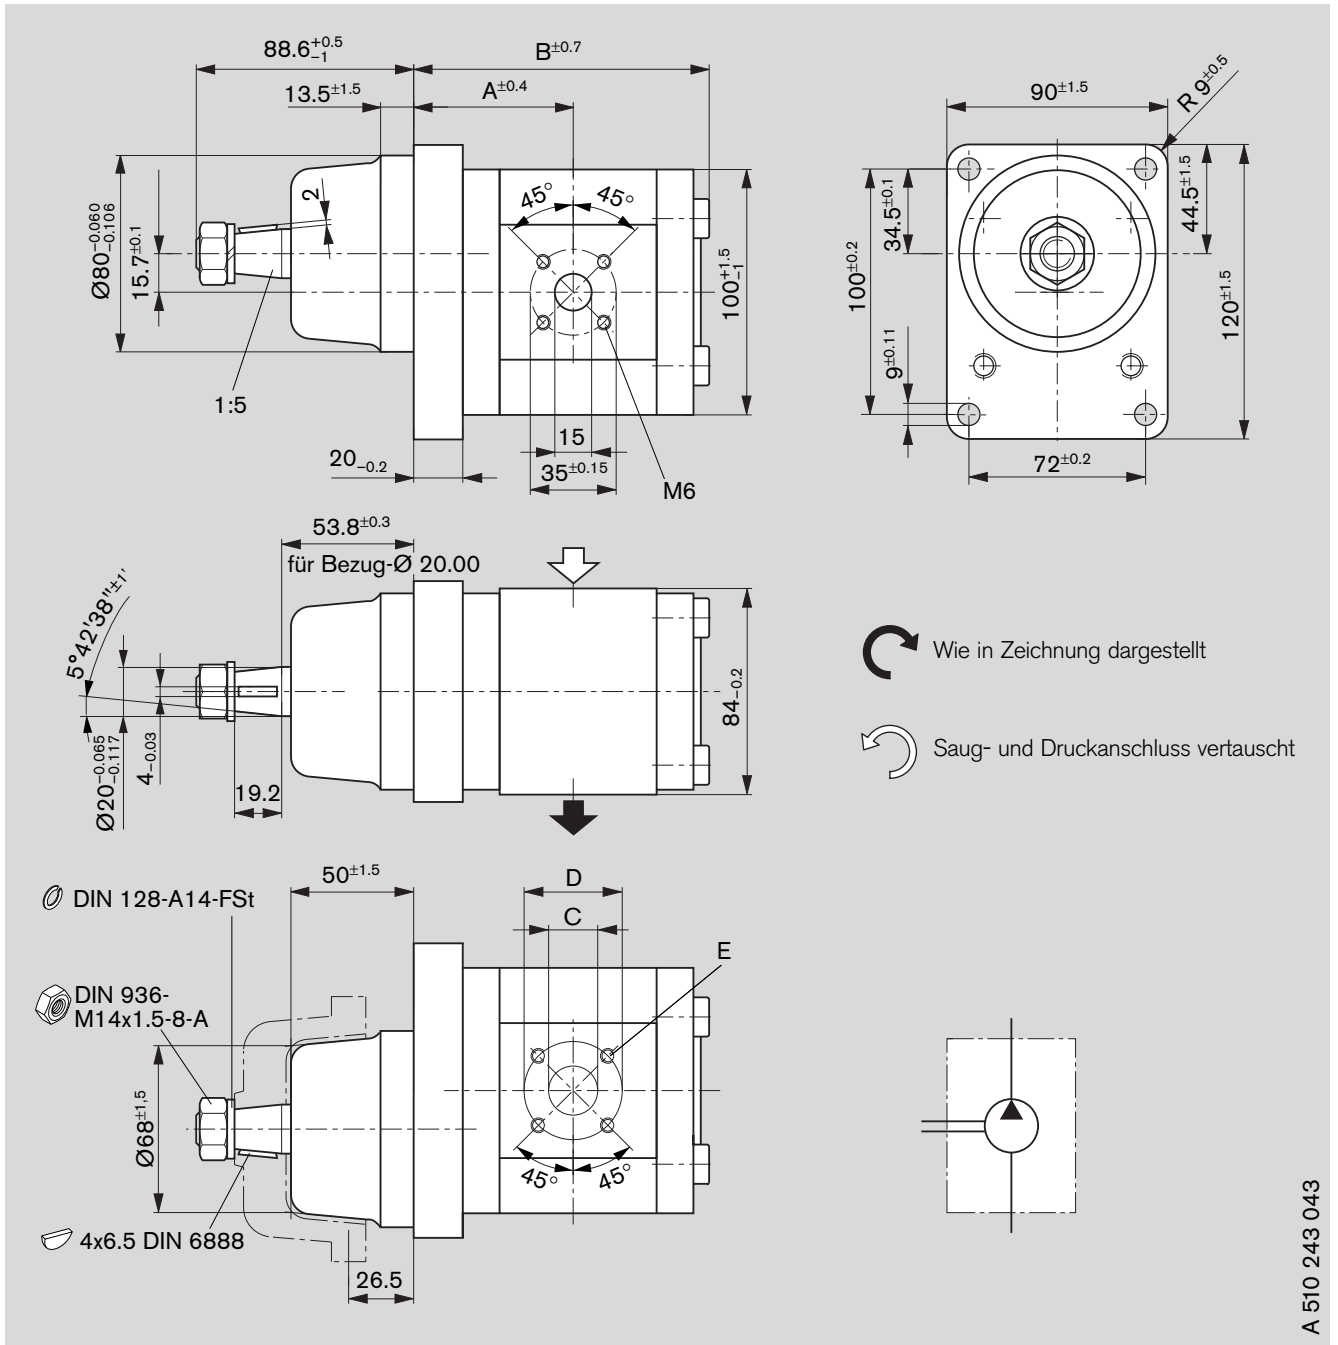 88.6 +0.5 −1
B±0.7
13.5±1.5
A±0.4
2
45° 45°
Ø80 −0.060 −0.106
15.7±0.1
100 +1.5 −1
1:5
15
20 −0.2
35±0.15
M6
90±1.5
R 9±0.5
34.5±0.1
44.5±1.5
100±0.2
120±1.5
9±0.11
72±0.2
53.8±0.3
für Bezug-Ø 20.00
5°42'38"±1'
84 −0.2
Ø20 −0.065 −0.117
4 −0.03
19.2
Wie in Zeichnung dargestellt
Saug- und Druckanschluss vertauscht
50±1.5
D
C
E
DIN 128-A14-FSt
DIN 936-
M14x1.5-8-A
Ø68±1,5
45° 45°
4x6.5 DIN 6888
26.5
A 510 243 043